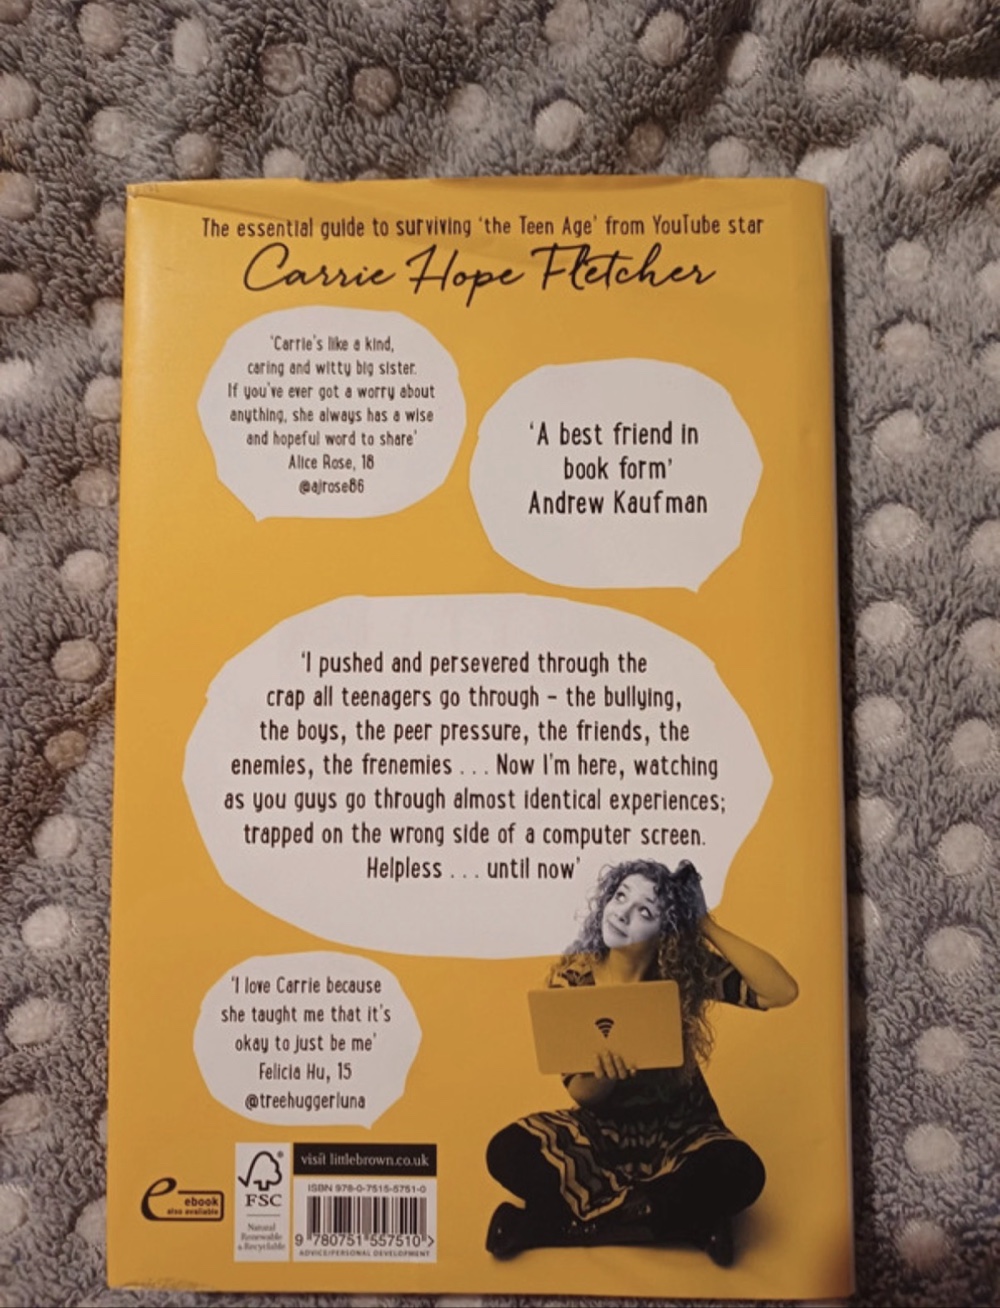 The essential guide to surviving 'the Teen Age' from YouTube star
Carrie Hope Fletcher
'Carrie's like a kind,
caring and witty big sister.
If you've ever got a worry about
anything, she always has a wise
and hopeful word to share'
Alice Rose, 18
@ajrose86
'A best friend in
book form'
Andrew Kaufman
'I pushed and persevered through the
crap all teenagers go through – the bullying,
the boys, the peer pressure, the friends, the
enemies, the frenemies . . . Now I'm here, watching
as you guys go through almost identical experiences;
trapped on the wrong side of a computer screen.
Helpless . . . until now'
'I love Carrie because
she taught me that it's
okay to just be me'
Felicia Hu, 15
@treehuggerluna
e ebook
also available
FSC
Natural
Renewable
& Recyclable
visit littlebrown.co.uk
ISBN 978-0-7515-5751-0
9 780751 557510 >
ADVICE/PERSONAL DEVELOPMENT